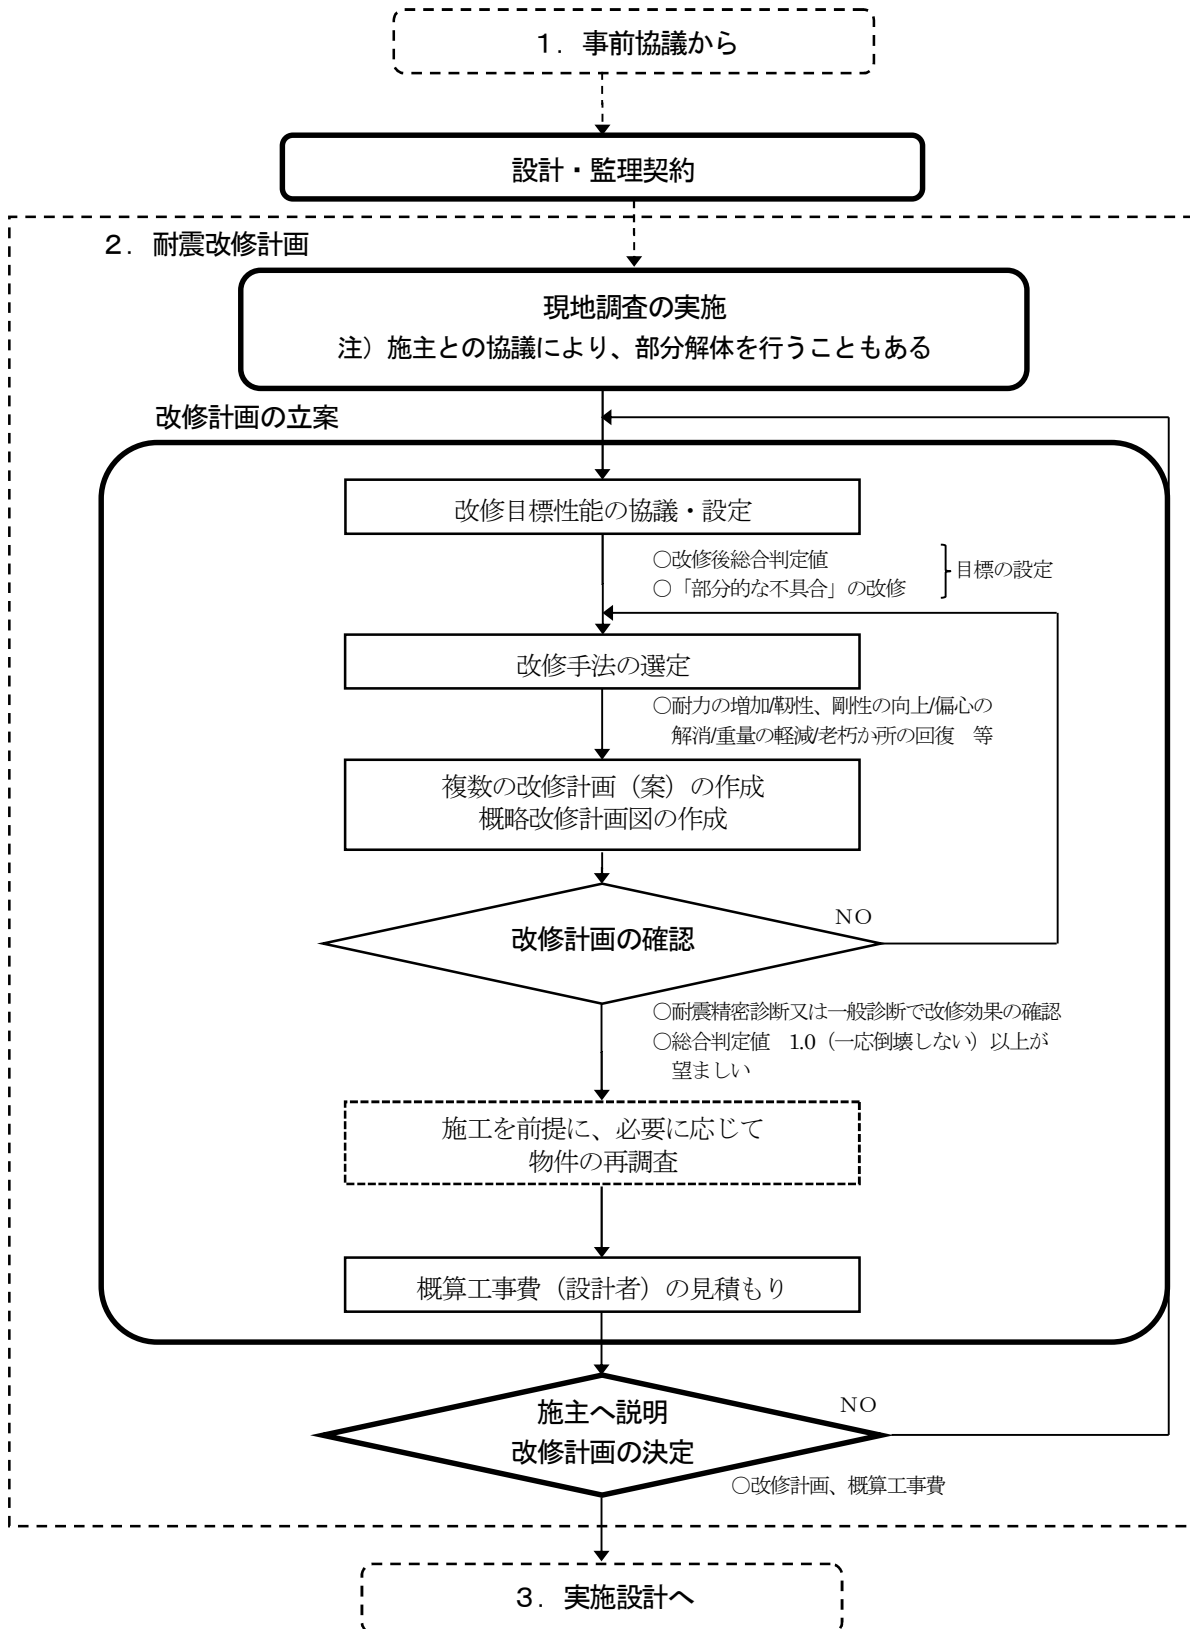 １．事前協議から
設計・監理契約
２．耐震改修計画
現地調査の実施
注）施主との協議により、部分解体を行うこともある
改修計画の立案
改修目標性能の協議・設定
○改修後総合判定値
○「部分的な不具合」の改修
目標の設定
改修手法の選定
○耐力の増加/靱性、剛性の向上/偏心の
解消/重量の軽減/老朽か所の回復　等
複数の改修計画（案）の作成
概略改修計画図の作成
改修計画の確認
NO
○耐震精密診断又は一般診断で改修効果の確認
○総合判定値　1.0（一応倒壊しない）以上が
望ましい
施工を前提に、必要に応じて
物件の再調査
概算工事費（設計者）の見積もり
施主へ説明
改修計画の決定
NO
○改修計画、概算工事費
３．実施設計へ